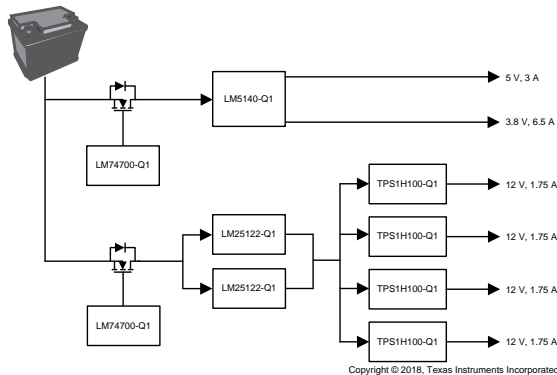 5 V, 3 A
LM5140-Q1
3.8 V, 6.5 A
LM74700-Q1
TPS1H100-Q1
12 V, 1.75 A
LM25122-Q1
TPS1H100-Q1
12 V, 1.75 A
LM25122-Q1
TPS1H100-Q1
12 V, 1.75 A
LM74700-Q1
TPS1H100-Q1
12 V, 1.75 A
Copyright © 2018, Texas Instruments Incorporated